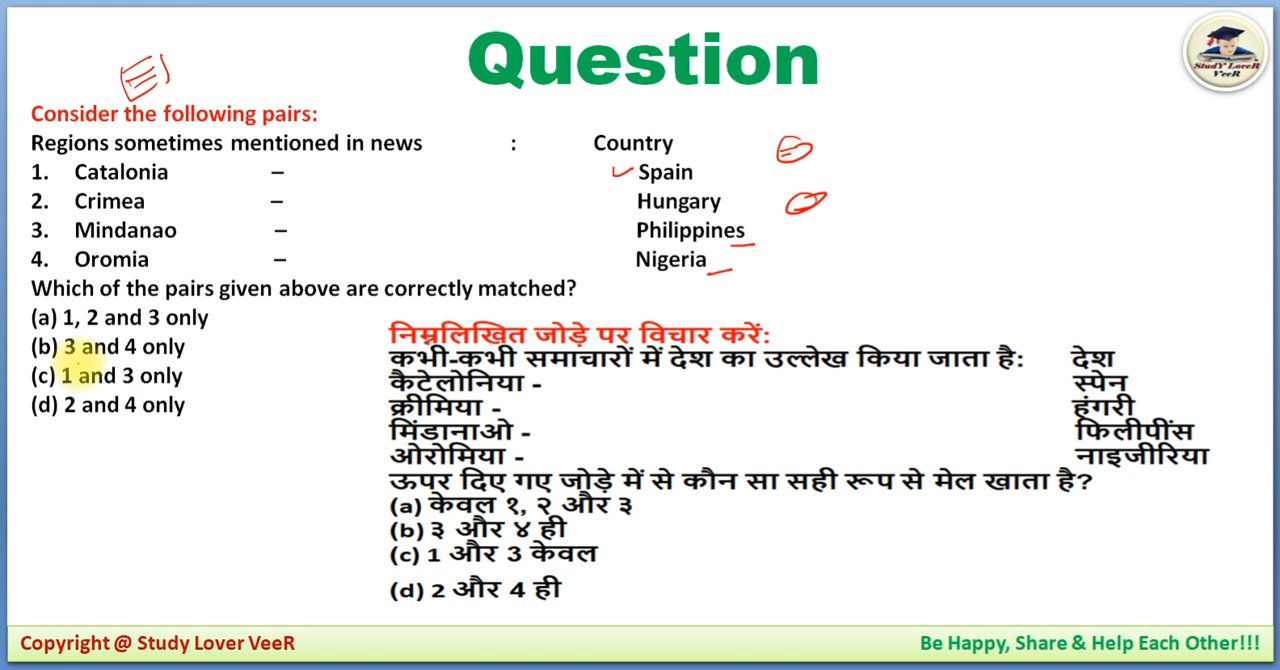 Question
StudY LoveR
VeeR
Consider the following pairs:
Regions sometimes mentioned in news : Country
1. Catalonia – Spain
2. Crimea – Hungary
3. Mindanao – Philippines
4. Oromia – Nigeria
Which of the pairs given above are correctly matched?
(a) 1, 2 and 3 only
(b) 3 and 4 only
(c) 1 and 3 only
(d) 2 and 4 only
निम्नलिखित जोड़े पर विचार करें:
कभी-कभी समाचारों में देश का उल्लेख किया जाता है: देश
कैटेलोनिया - स्पेन
क्रीमिया - हंगरी
मिंडानाओ - फिलीपींस
ओरोमिया - नाइजीरिया
ऊपर दिए गए जोड़े में से कौन सा सही रूप से मेल खाता है?
(a) केवल १, २ और ३
(b) ३ और ४ ही
(c) 1 और 3 केवल
(d) 2 और 4 ही
Copyright @ Study Lover VeeR
Be Happy, Share & Help Each Other!!!